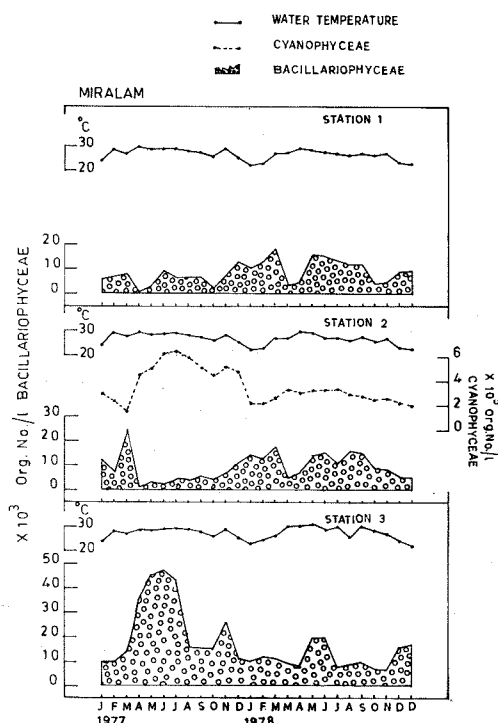 WATER TEMPERATURE
CYANOPHYCEAE
BACILLARIOPHYCEAE
MIRALAM
STATION 1
°C
30
20
20
10
0
STATION 2
°C
30
20
6
4
2
0
X 10⁵ Org.No./l
CYANOPHYCEAE
30
20
10
0
STATION 3
°C
30
20
50
40
30
20
10
0
X 10³ Org. No./l BACILLARIOPHYCEAE
J F M A M J J A S O N D J F M A M J J A S O N D
1977 1978